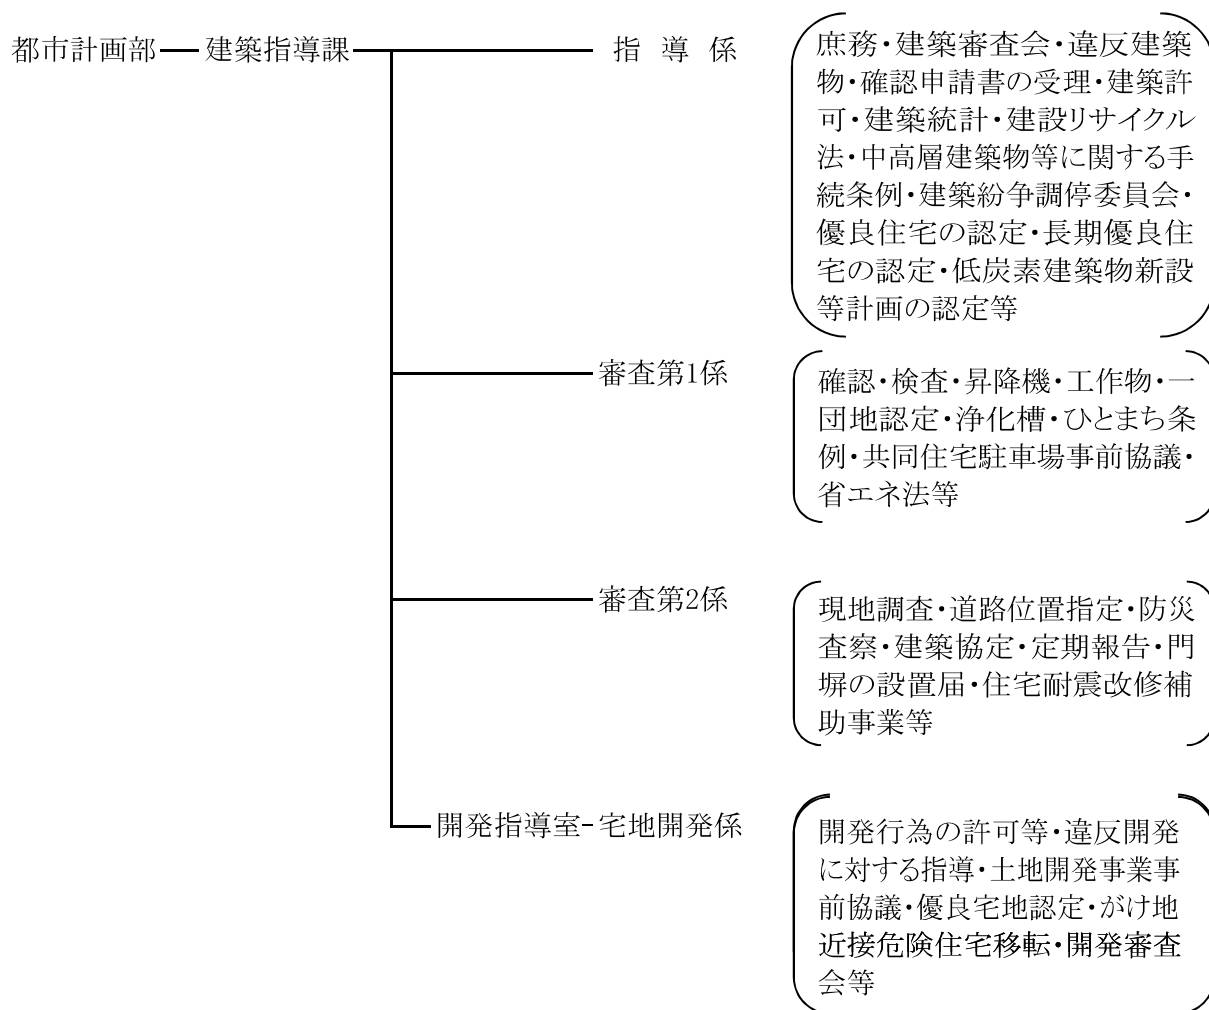 都市計画部 建築指導課 指導係
庶務・建築審査会・違反建築
物・確認申請書の受理・建築許
可・建築統計・建設リサイクル
法・中高層建築物等に関する手
続条例・建築紛争調停委員会・
優良住宅の認定・長期優良住
宅の認定・低炭素建築物新設
等計画の認定等
審査第1係
確認・検査・昇降機・工作物・一
団地認定・浄化槽・ひとまち条
例・共同住宅駐車場事前協議・
省エネ法等
審査第2係
現地調査・道路位置指定・防災
査察・建築協定・定期報告・門
塀の設置届・住宅耐震改修補
助事業等
開発指導室-宅地開発係
開発行為の許可等・違反開発
に対する指導・土地開発事業事
前協議・優良宅地認定・がけ地
近接危険住宅移転・開発審査
会等